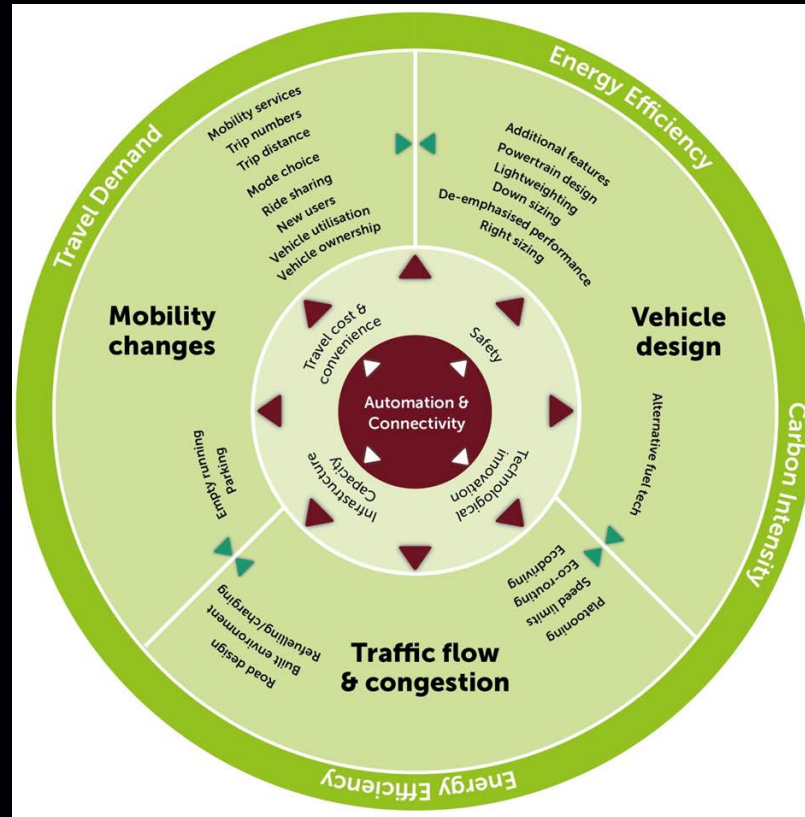 Travel Demand
Energy Efficiency
Carbon Intensity
Energy Efficiency
Mobility services
Trip numbers
Trip distance
Mode choice
Ride sharing
New users
Vehicle utilisation
Vehicle ownership
Mobility
changes
Empty running
Parking
Additional features
Powertrain design
Lightweighting
Down sizing
De-emphasised performance
Right sizing
Vehicle
design
Alternative fuel tech
Travel cost &
convenience
Safety
Automation &
Connectivity
Infrastructure
Capacity
Technological
innovation
Ecodriving
Eco-routing
Speed limits
Platooning
Traffic flow
& congestion
Refuelling/charging
Built environment
Road design